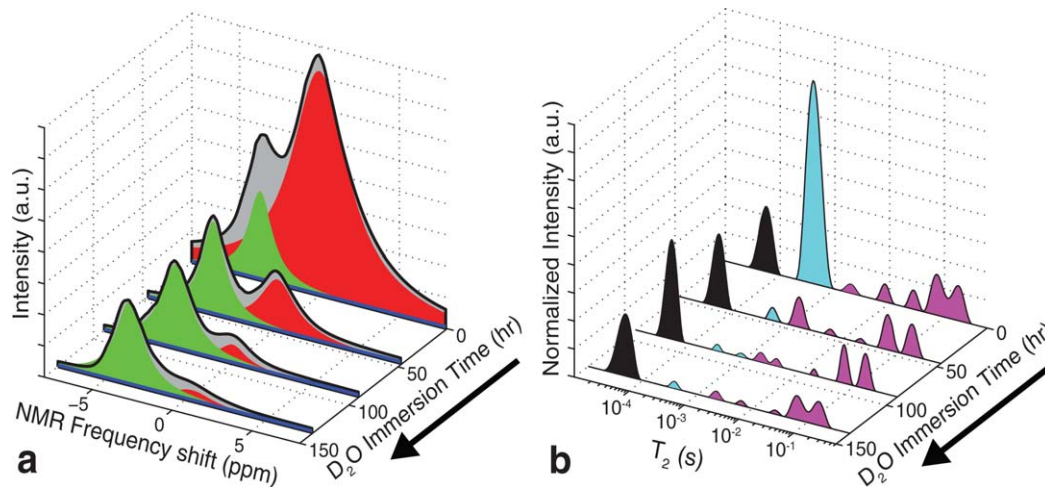 Intensity (a.u.)
−5
0
5
NMR Frequency shift (ppm)
0
50
100
150
D₂O Immersion Time (hr)
a
Normalized Intensity (a.u.)
10⁻⁴
10⁻³
10⁻²
10⁻¹
T₂ (s)
0
50
100
150
D₂O Immersion Time (hr)
b